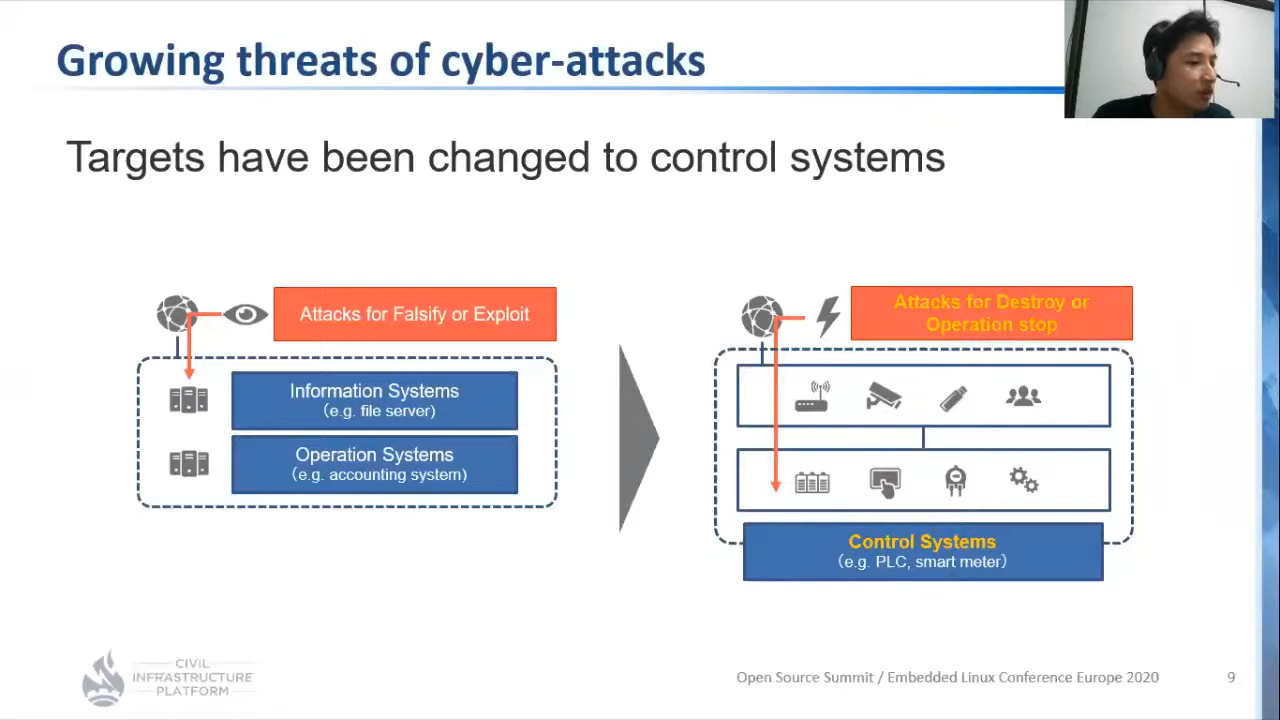 Growing threats of cyber-attacks
Targets have been changed to control systems
Attacks for Falsify or Exploit
Information Systems
(e.g. file server)
Operation Systems
(e.g. accounting system)
Attacks for Destroy or
Operation stop
Control Systems
(e.g. PLC, smart meter)
CIVIL
INFRASTRUCTURE
PLATFORM
Open Source Summit / Embedded Linux Conference Europe 2020
9